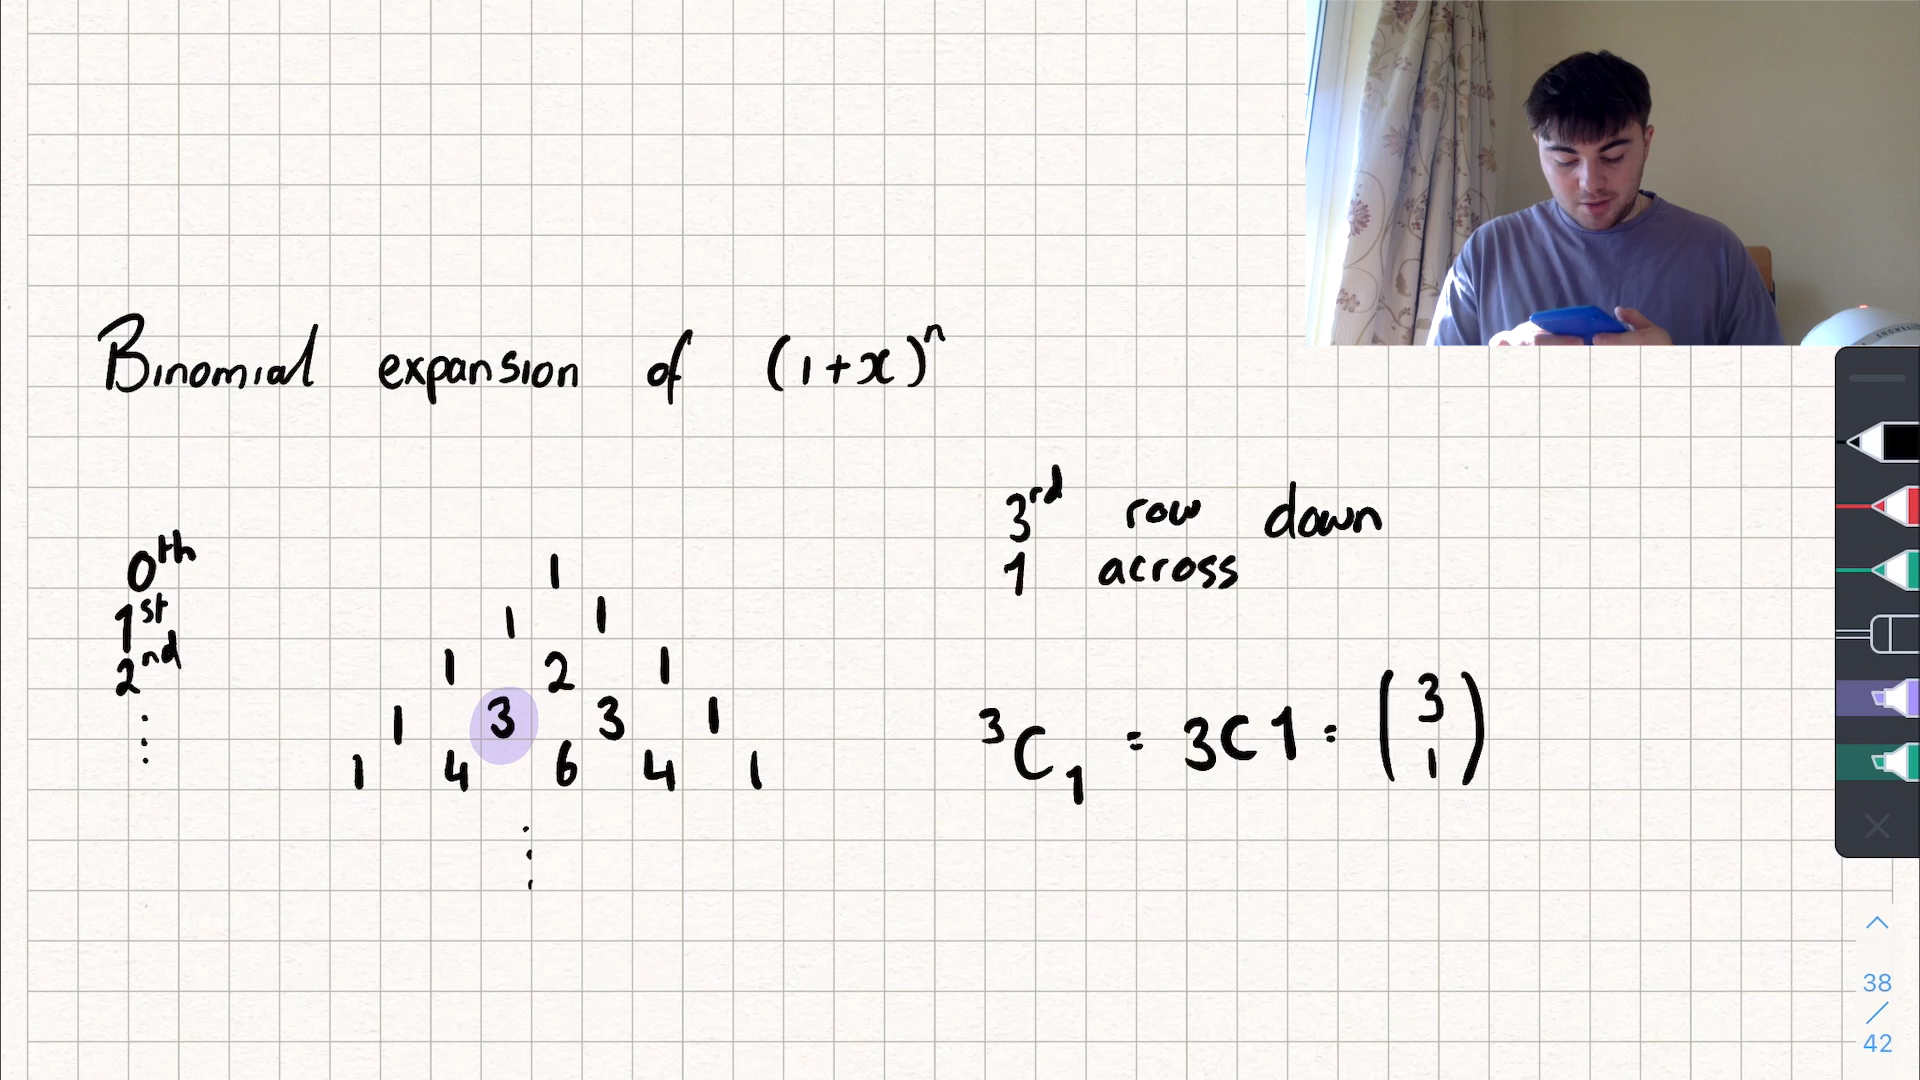 Binomial expansion of (1+x)ⁿ
3rd row down
1 across
0th
1st
2nd
⋮
1
1 1
1 2 1
1 3 3 1
1 4 6 4 1
⋮
³C₁ = 3C1 = (3 1)
38
/
42